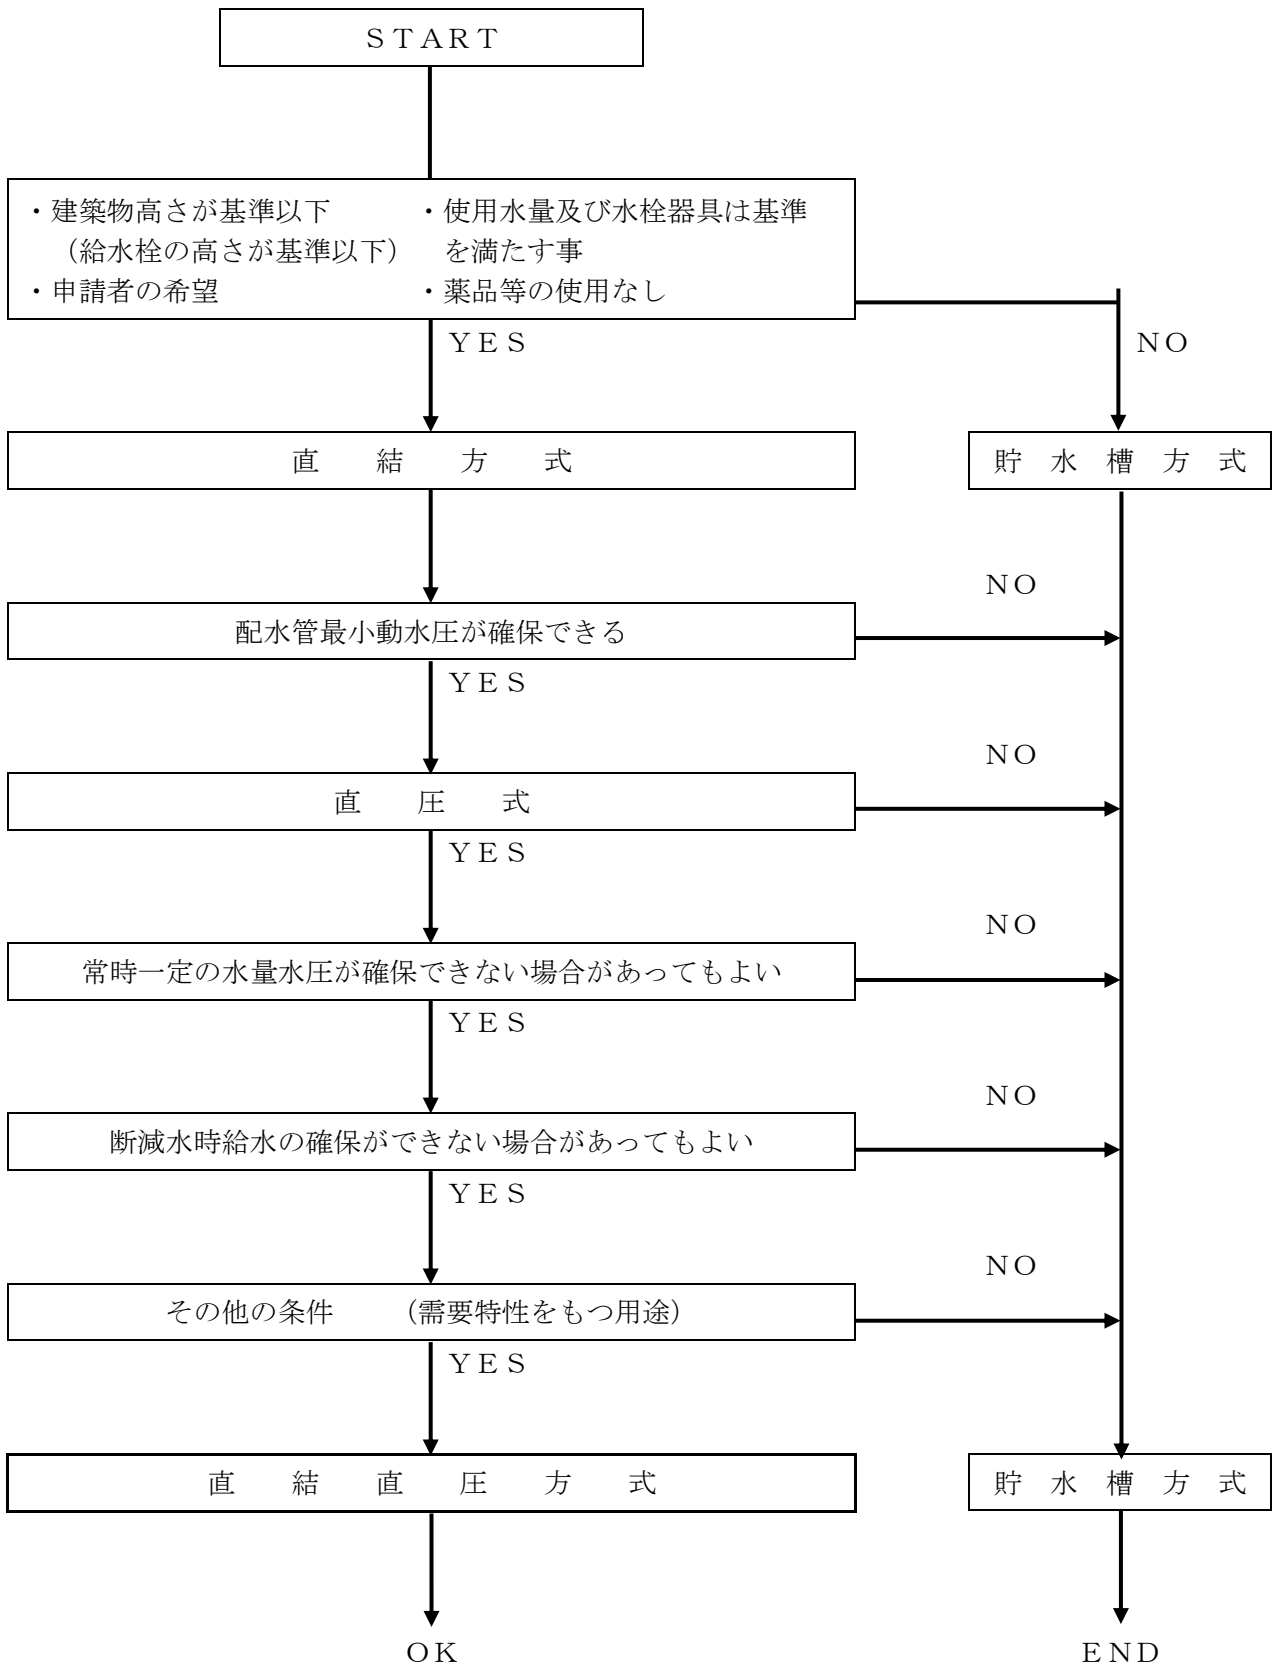 ＳＴＡＲＴ
・建築物高さが基準以下
（給水栓の高さが基準以下）
・申請者の希望
・使用水量及び水栓器具は基準
を満たす事
・薬品等の使用なし
ＹＥＳ
ＮＯ
直　結　方　式
貯　水　槽　方　式
ＮＯ
配水管最小動水圧が確保できる
ＹＥＳ
ＮＯ
直　圧　式
ＹＥＳ
ＮＯ
常時一定の水量水圧が確保できない場合があってもよい
ＹＥＳ
ＮＯ
断減水時給水の確保ができない場合があってもよい
ＹＥＳ
ＮＯ
その他の条件　　（需要特性をもつ用途）
ＹＥＳ
直　結　直　圧　方　式
貯　水　槽　方　式
ＯＫ
ＥＮＤ